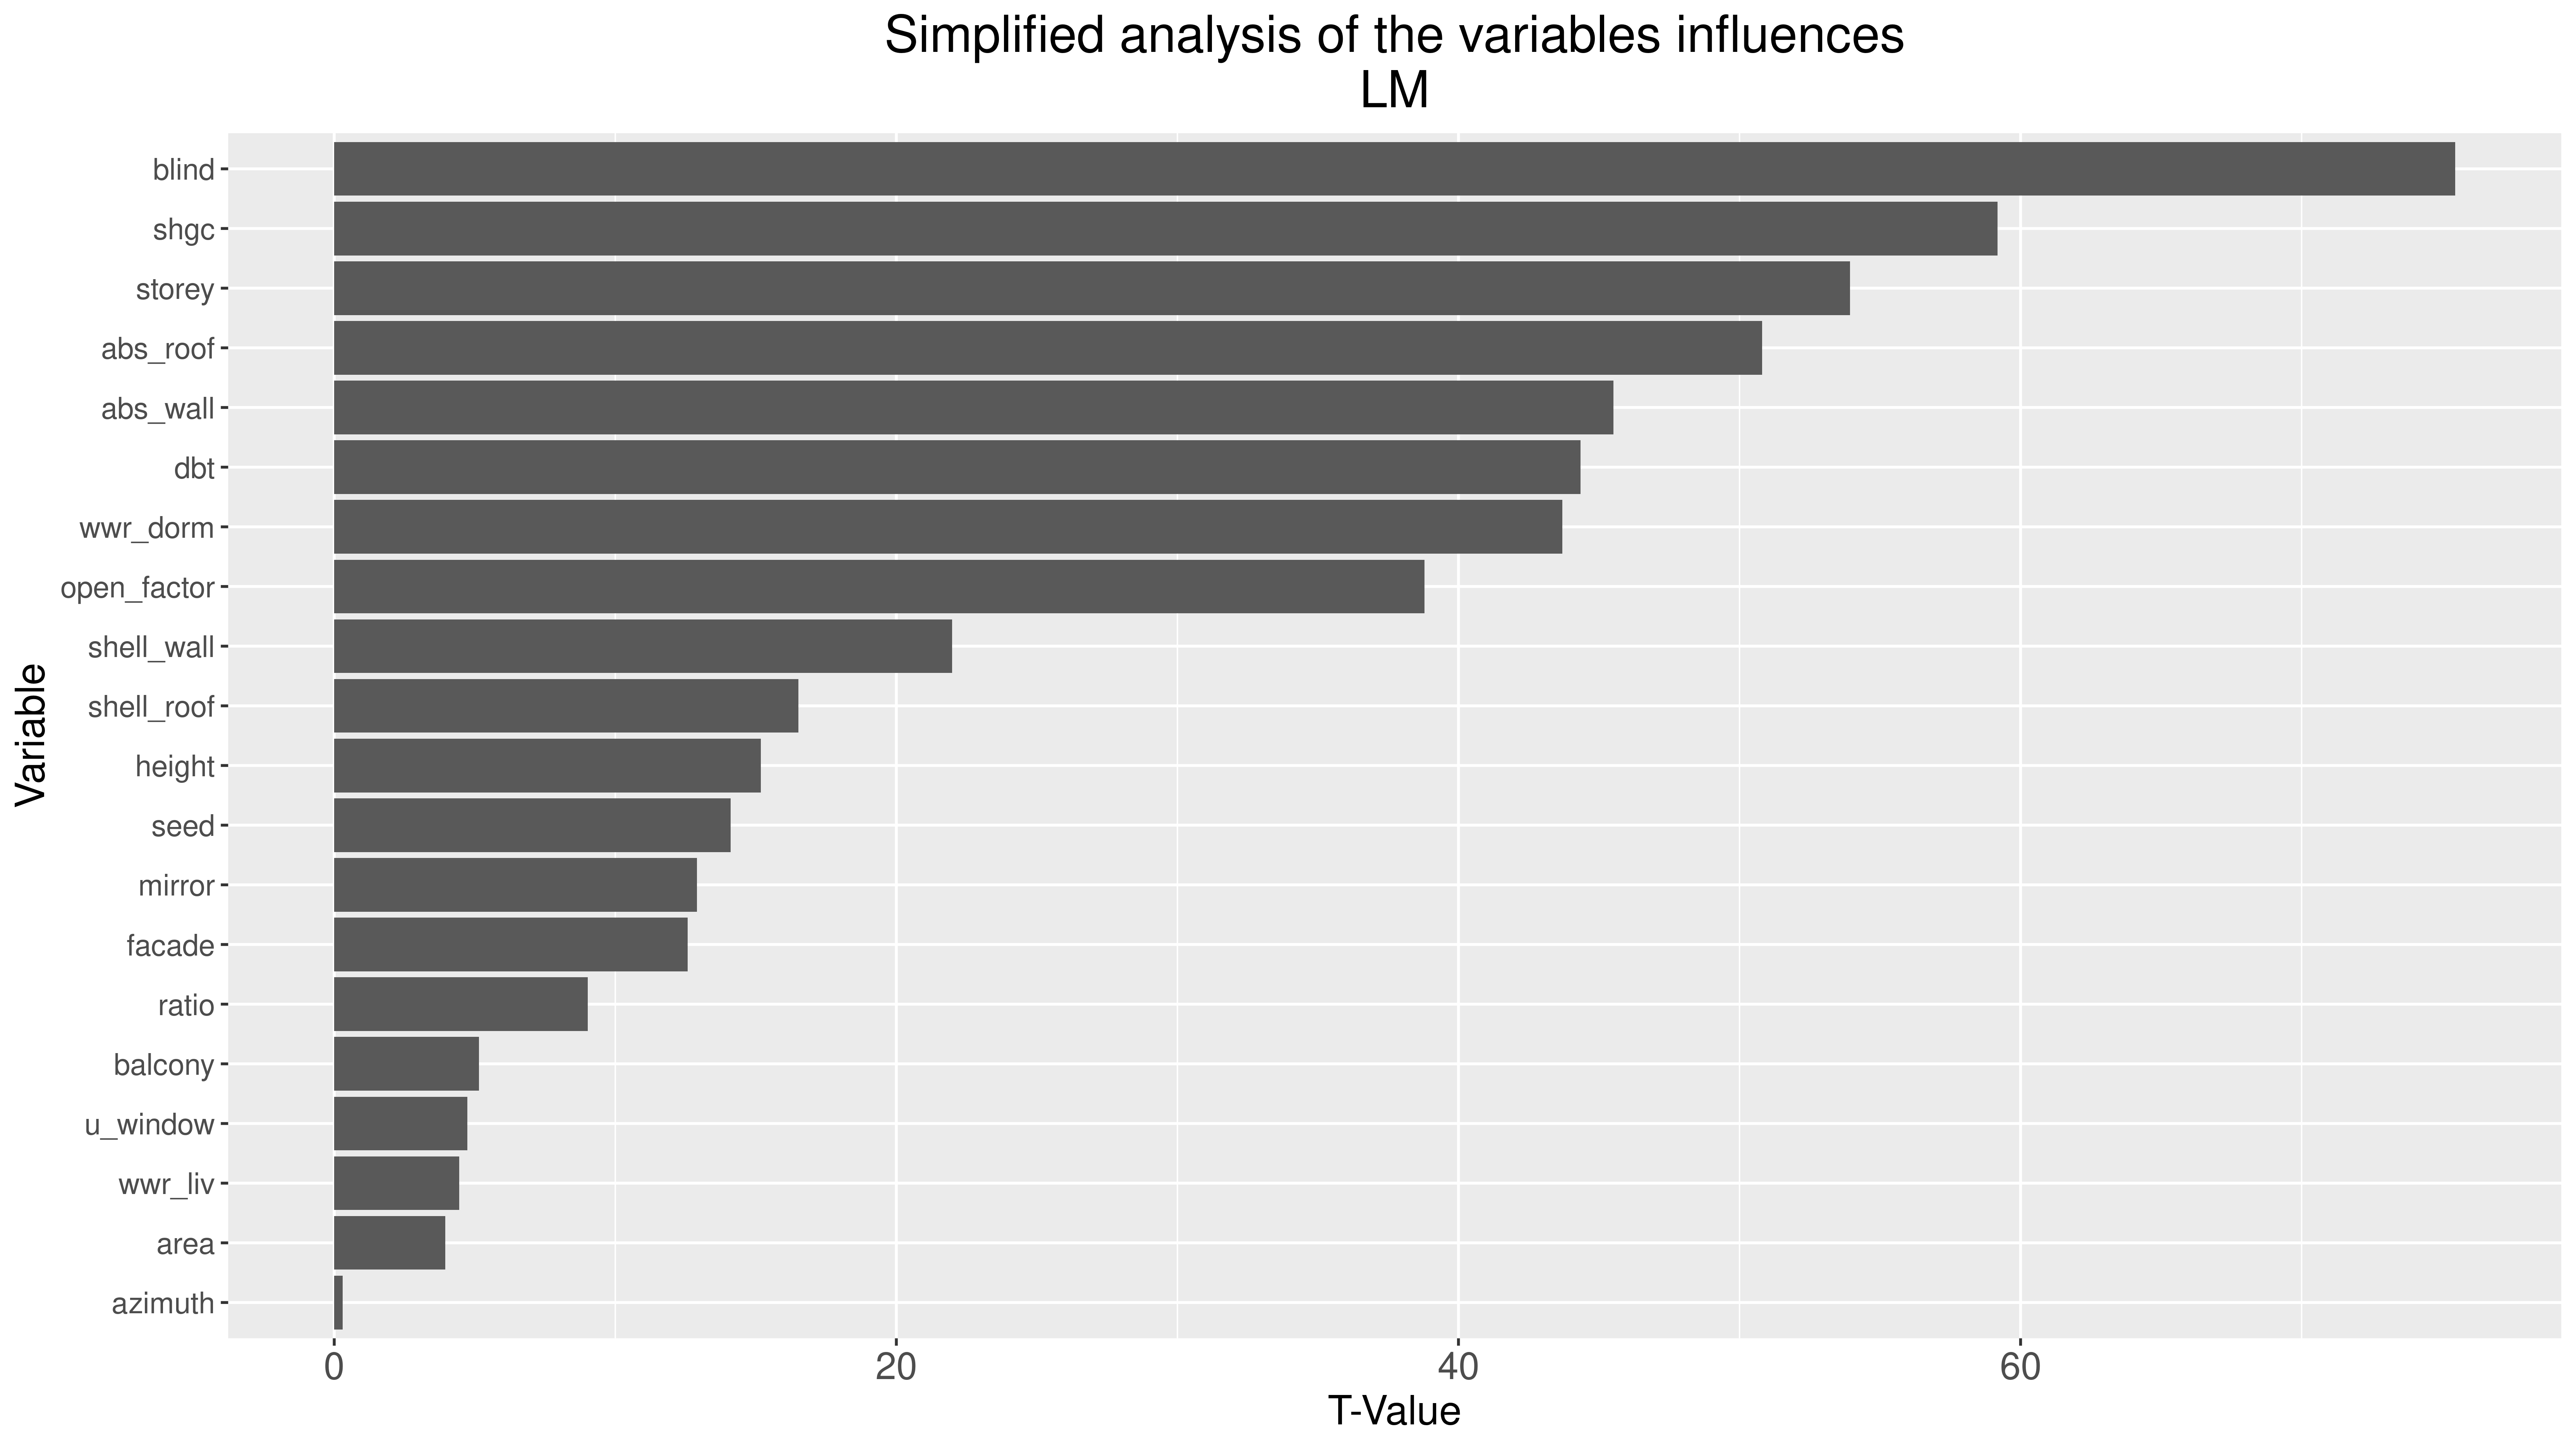 Simplified analysis of the variables influences
LM
Variable
blind
shgc
storey
abs_roof
abs_wall
dbt
wwr_dorm
open_factor
shell_wall
shell_roof
height
seed
mirror
facade
ratio
balcony
u_window
wwr_liv
area
azimuth
0 20 40 60
T-Value